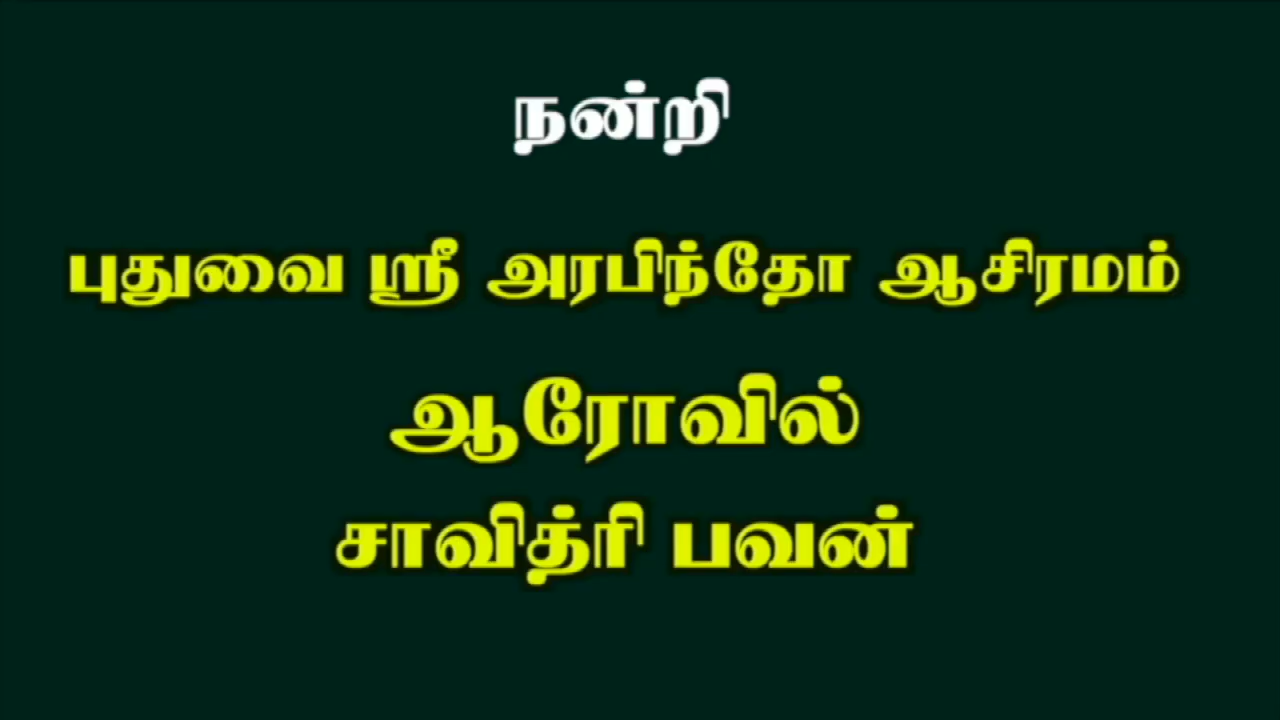 நன்றி
புதுவை ஸ்ரீ அரபிந்தோ ஆசிரமம்
ஆரோவில்
சாவித்ரி பவன்